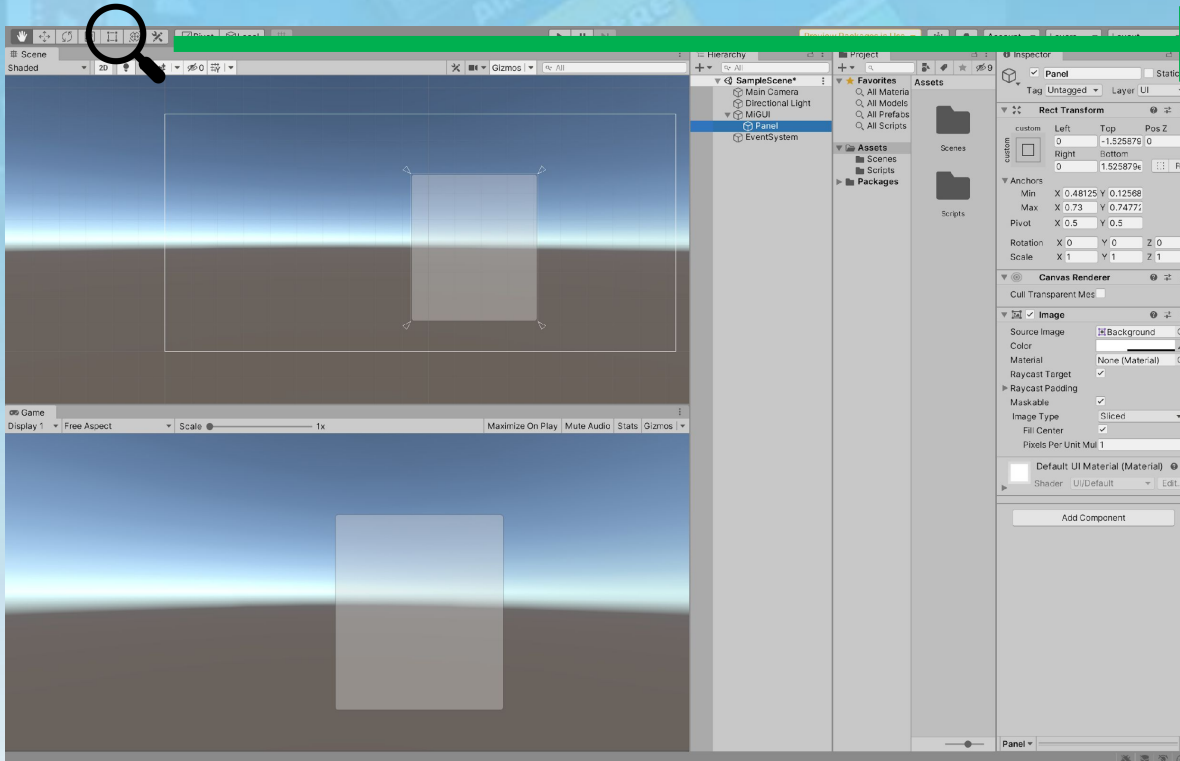 Scene
Shaded
2D
0
Gizmos
All
Game
Display 1
Free Aspect
Scale
1x
Maximize On Play
Mute Audio
Stats
Gizmos
Hierarchy
All
SampleScene*
Main Camera
Directional Light
MiGUI
Panel
EventSystem
Project
9
Favorites
All Materia
All Models
All Prefabs
All Scripts
Assets
Scenes
Scripts
Packages
Assets
Scenes
Scripts
Inspector
Panel
Static
Tag Untagged Layer UI
Rect Transform
custom
custom
Left Top Pos Z
0 -1.525879 0
Right Bottom
0 1.525879e
Anchors
Min X 0.48125 Y 0.12568
Max X 0.73 Y 0.7477
Pivot X 0.5 Y 0.5
Rotation X 0 Y 0 Z 0
Scale X 1 Y 1 Z 1
Canvas Renderer
Cull Transparent Mes
Image
Source Image Background
Color
Material None (Material)
Raycast Target
Raycast Padding
Maskable
Image Type Sliced
Fill Center
Pixels Per Unit Mul 1
Default UI Material (Material)
Shader UI/Default Edit.
Add Component
Panel